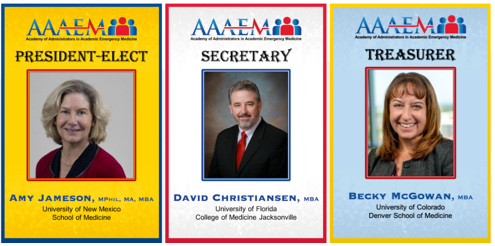 AAAEM
Academy of Administrators in Academic Emergency Medicine
PRESIDENT-ELECT
AMY JAMESON, MPHIL, MA, MBA
University of New Mexico
School of Medicine
AAAEM
Academy of Administrators in Academic Emergency Medicine
SECRETARY
DAVID CHRISTIANSEN, MBA
University of Florida
College of Medicine Jacksonville
AAAEM
Academy of Administrators in Academic Emergency Medicine
TREASURER
BECKY MCGOWAN, MBA
University of Colorado
Denver School of Medicine